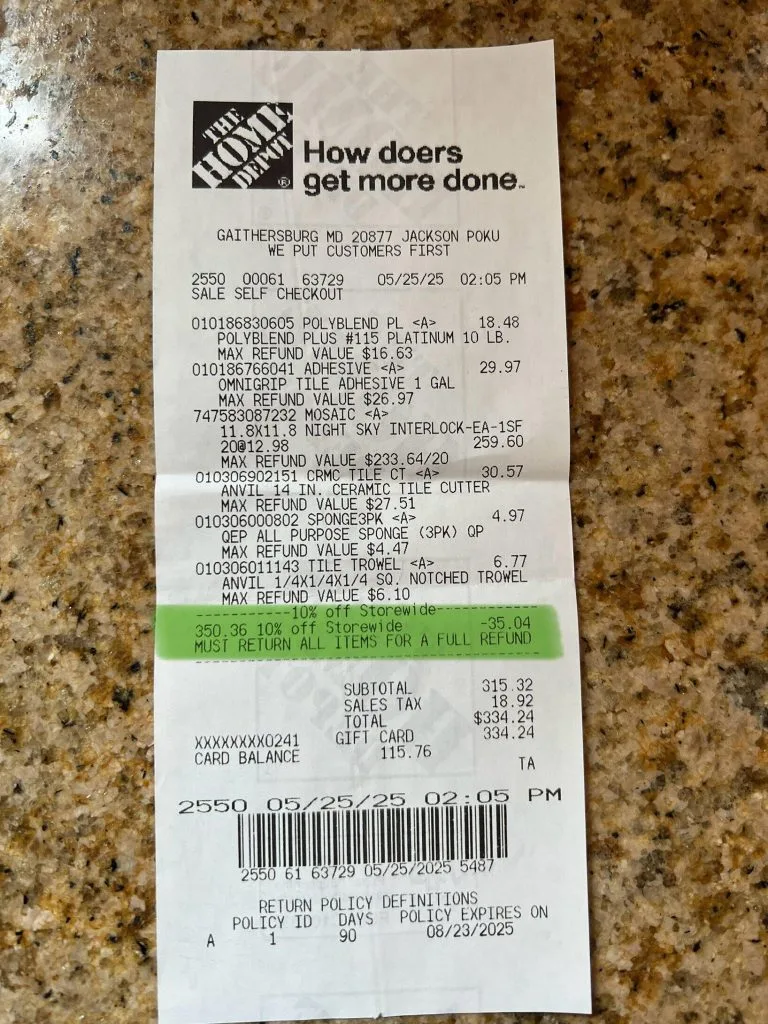 THE
HOME
DEPOT
®
How doers
get more done™
GAITHERSBURG MD 20877 JACKSON POKU
WE PUT CUSTOMERS FIRST
2550 00061 63729 05/25/25 02:05 PM
SALE SELF CHECKOUT
010186830605 POLYBLEND PL <A> 18.48
POLYBLEND PLUS #115 PLATINUM 10 LB.
MAX REFUND VALUE $16.63
010186766041 ADHESIVE <A> 29.97
OMNIGRIP TILE ADHESIVE 1 GAL
MAX REFUND VALUE $26.97
747583087232 MOSAIC <A>
11.8X11.8 NIGHT SKY INTERLOCK-EA-1SF
20@12.98 259.60
MAX REFUND VALUE $233.64/20
010306902151 CRMC TILE CT <A> 30.57
ANVIL 14 IN. CERAMIC TILE CUTTER
MAX REFUND VALUE $27.51
010306000802 SPONGE3PK <A> 4.97
QEP ALL PURPOSE SPONGE (3PK) QP
MAX REFUND VALUE $4.47
010306011143 TILE TROWEL <A> 6.77
ANVIL 1/4X1/4X1/4 SQ. NOTCHED TROWEL
MAX REFUND VALUE $6.10
------------10% off Storewide------------
350.36 10% off Storewide -35.04
MUST RETURN ALL ITEMS FOR A FULL REFUND
SUBTOTAL 315.32
SALES TAX 18.92
TOTAL $334.24
XXXXXXXX0241 GIFT CARD 334.24
CARD BALANCE 115.76
TA
2550 05/25/25 02:05 PM
2550 61 63729 05/25/2025 5487
RETURN POLICY DEFINITIONS
POLICY ID DAYS POLICY EXPIRES ON
A 1 90 08/23/2025